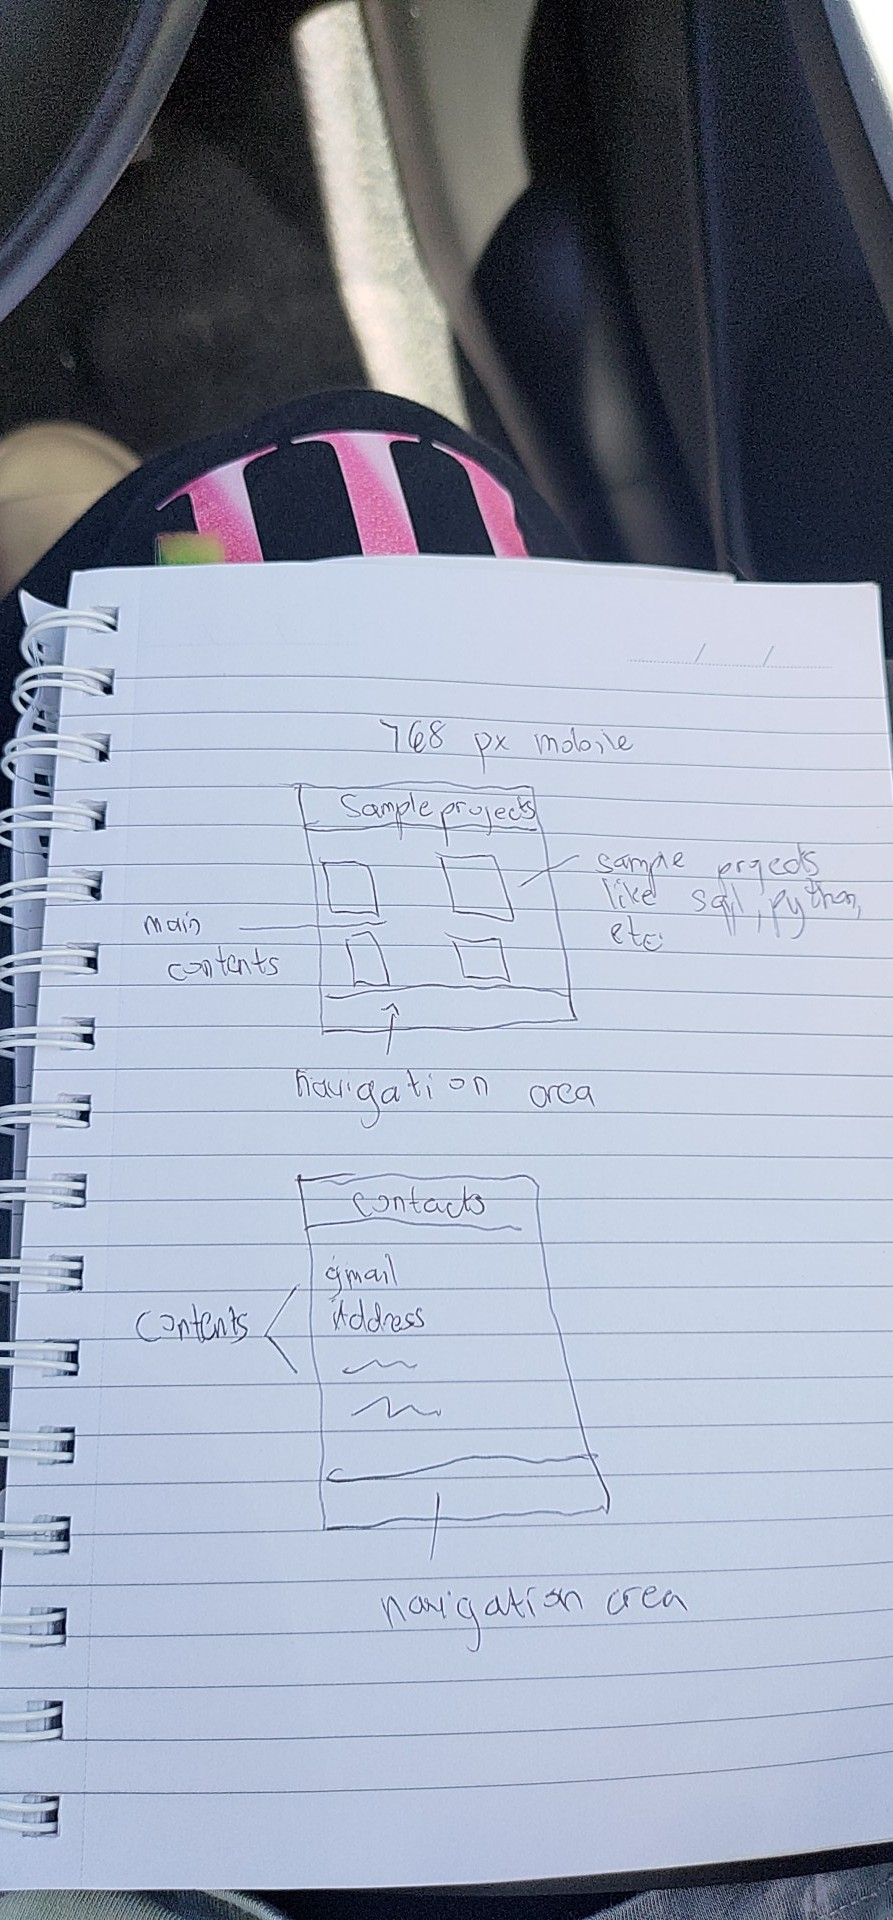 768 px mobile
Sample projects
sample projects
like sql, python,
etc.
main
contents
navigation area
Contacts
gmail
Address
Contents
navigation area